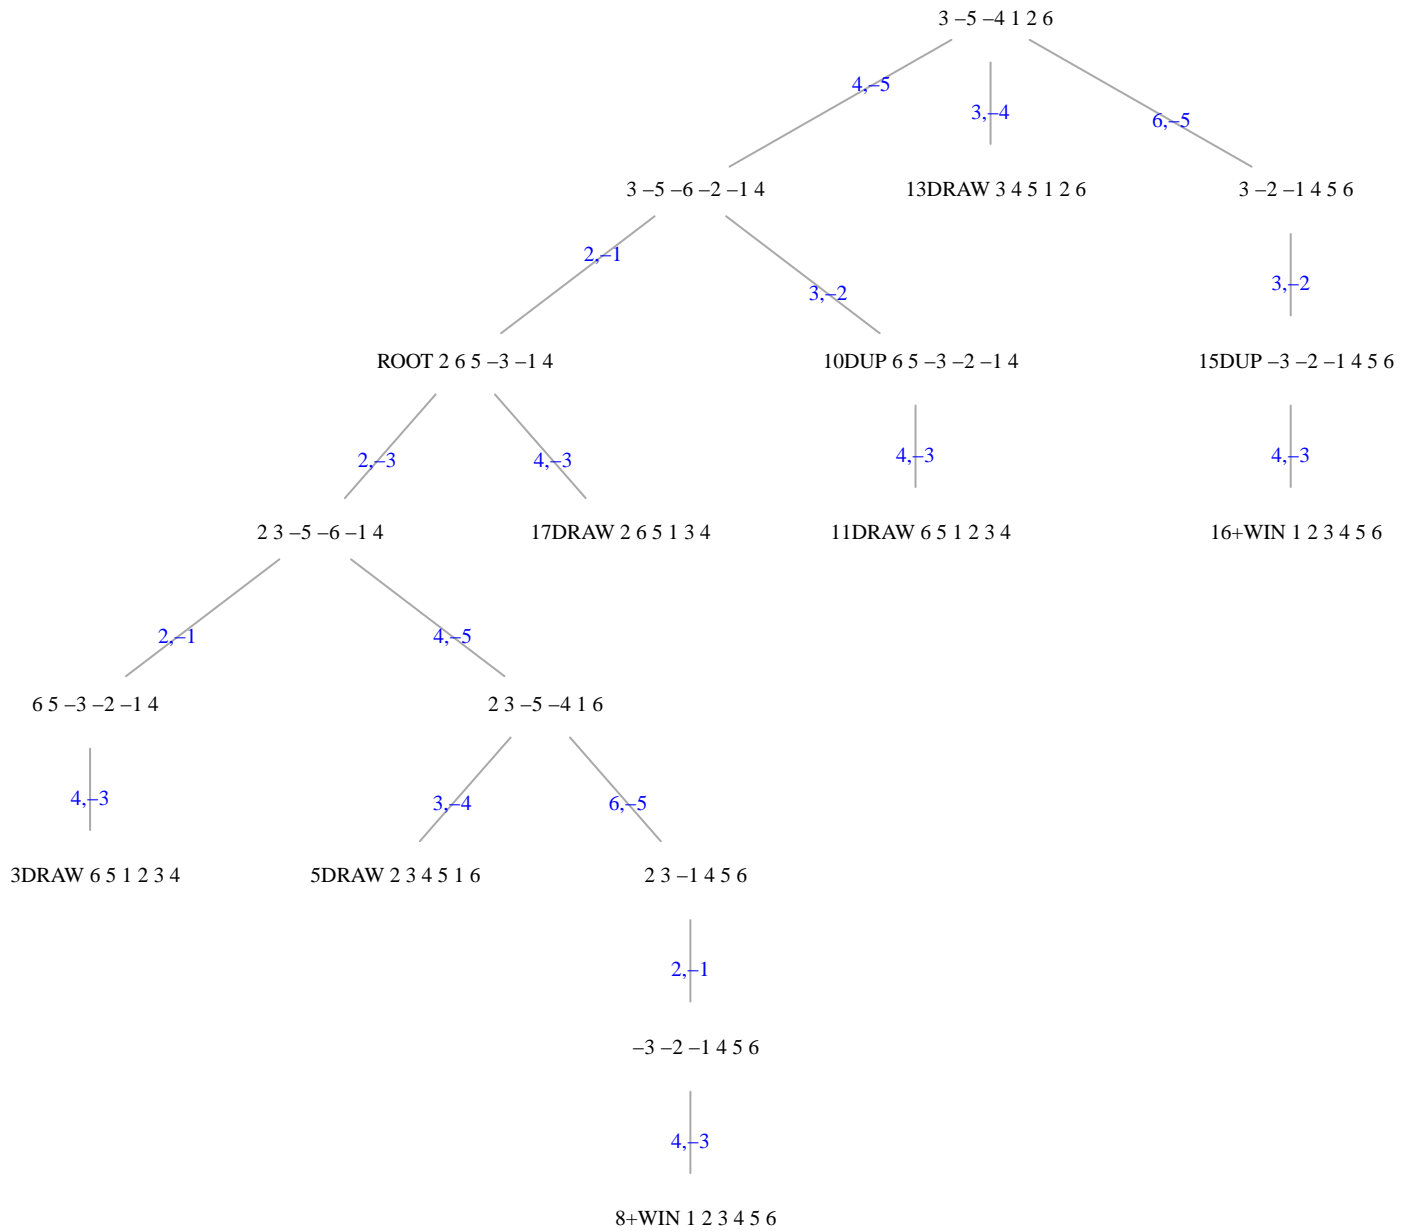 3 –5 –4 1 2 6
4,–5
3,–4
6,–5
3 –5 –6 –2 –1 4
13DRAW 3 4 5 1 2 6
3 –2 –1 4 5 6
2,–1
3,–2
3,–2
ROOT 2 6 5 –3 –1 4
10DUP 6 5 –3 –2 –1 4
15DUP –3 –2 –1 4 5 6
2,–3
4,–3
4,–3
4,–3
2 3 –5 –6 –1 4
17DRAW 2 6 5 1 3 4
11DRAW 6 5 1 2 3 4
16+WIN 1 2 3 4 5 6
2,–1
4,–5
6 5 –3 –2 –1 4
2 3 –5 –4 1 6
4,–3
3,–4
6,–5
3DRAW 6 5 1 2 3 4
5DRAW 2 3 4 5 1 6
2 3 –1 4 5 6
2,–1
–3 –2 –1 4 5 6
4,–3
8+WIN 1 2 3 4 5 6